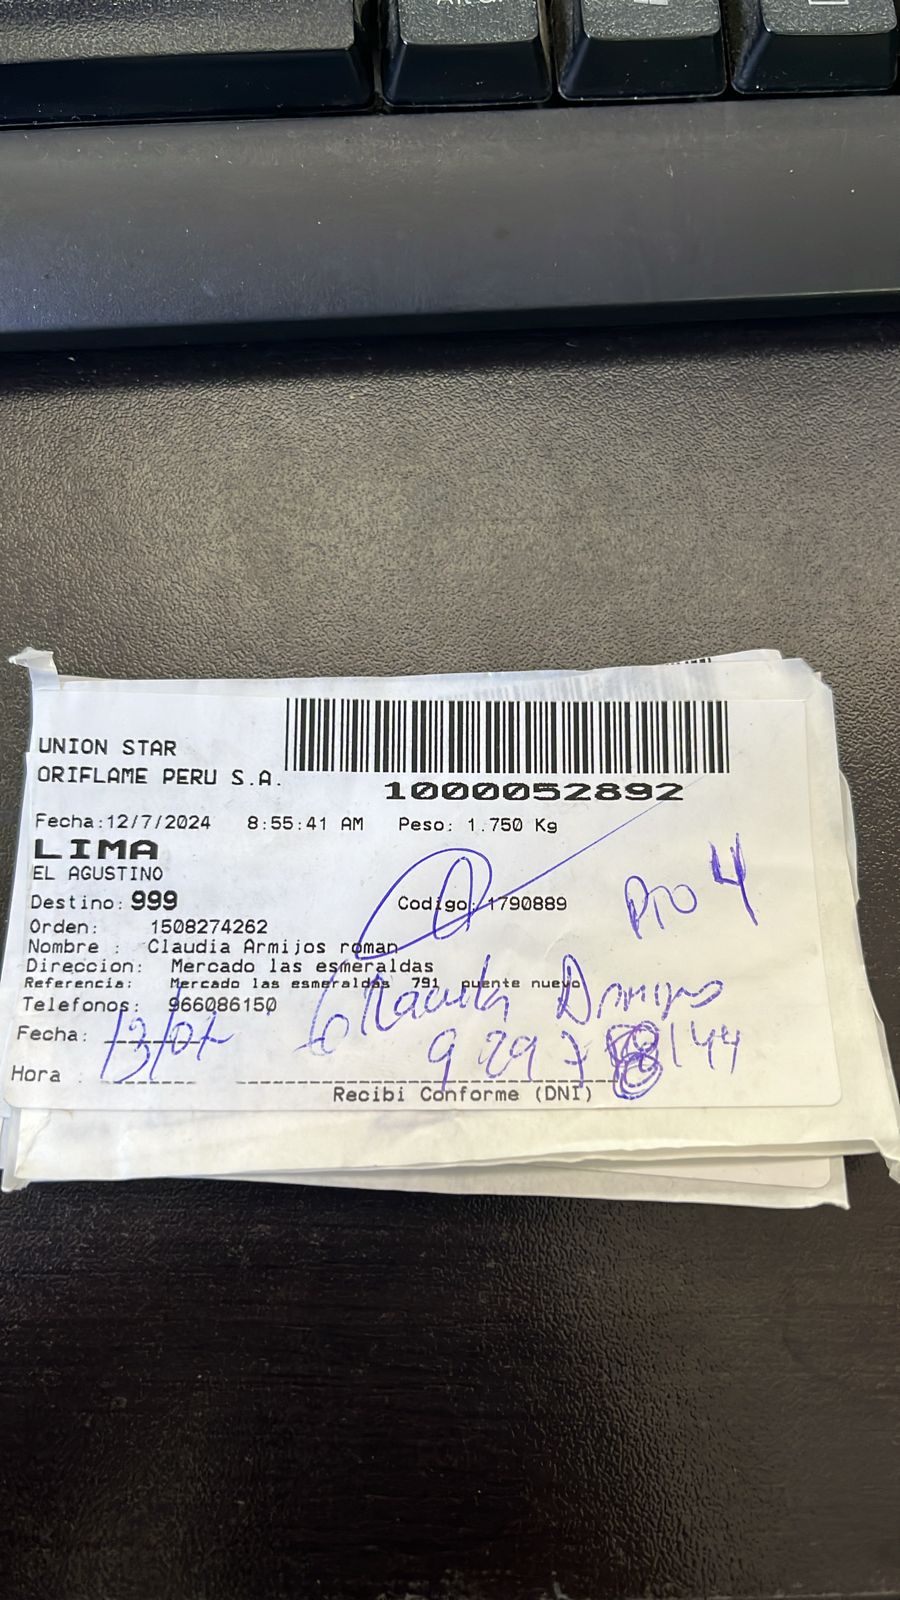 UNION STAR
ORIFLAME PERU S.A.
1000052892
Fecha:12/7/2024 8:55:41 AM Peso: 1.750 Kg
LIMA
EL AGUSTINO
Destino: 999 Codigo: 1790889
Orden: 1508274262
Nombre : Claudia Armijos roman
Direccion: Mercado las esmeraldas
Referencia: Mercado las esmeraldas 791 puente nuevo
Telefonos: 966086150
Fecha: 13/07
Hora :
Recibi Conforme (DNI)